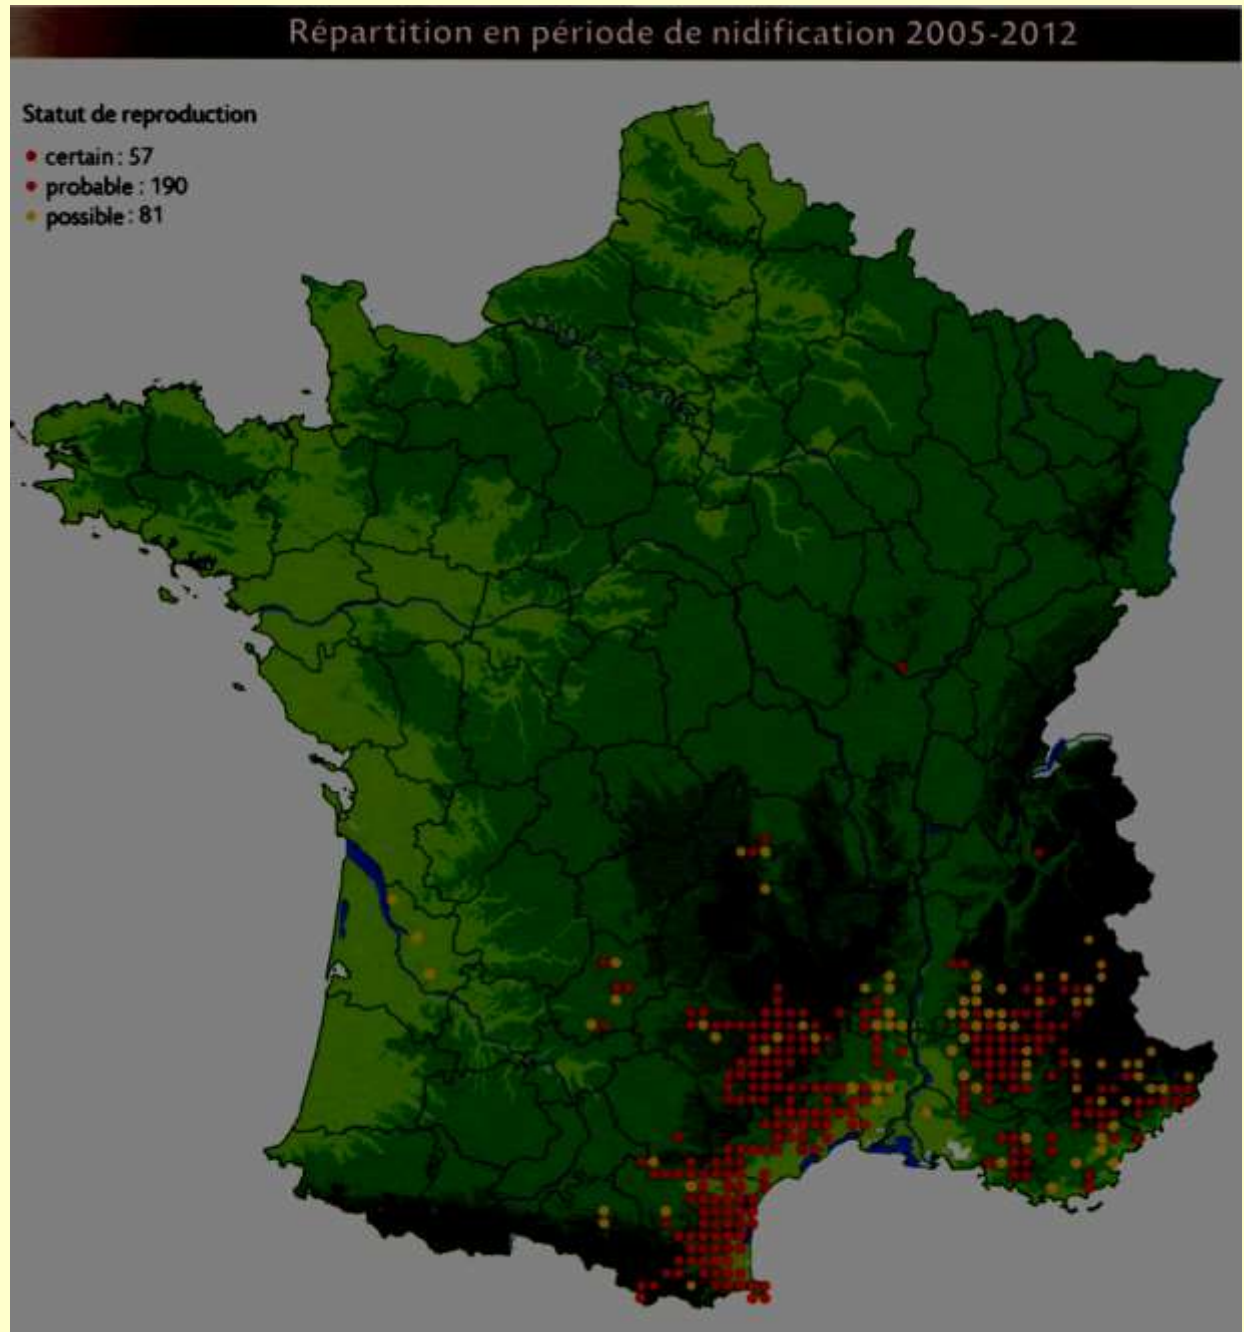 Répartition en période de nidification 2005-2012
Statut de reproduction
certain : 57
probable : 190
possible : 81